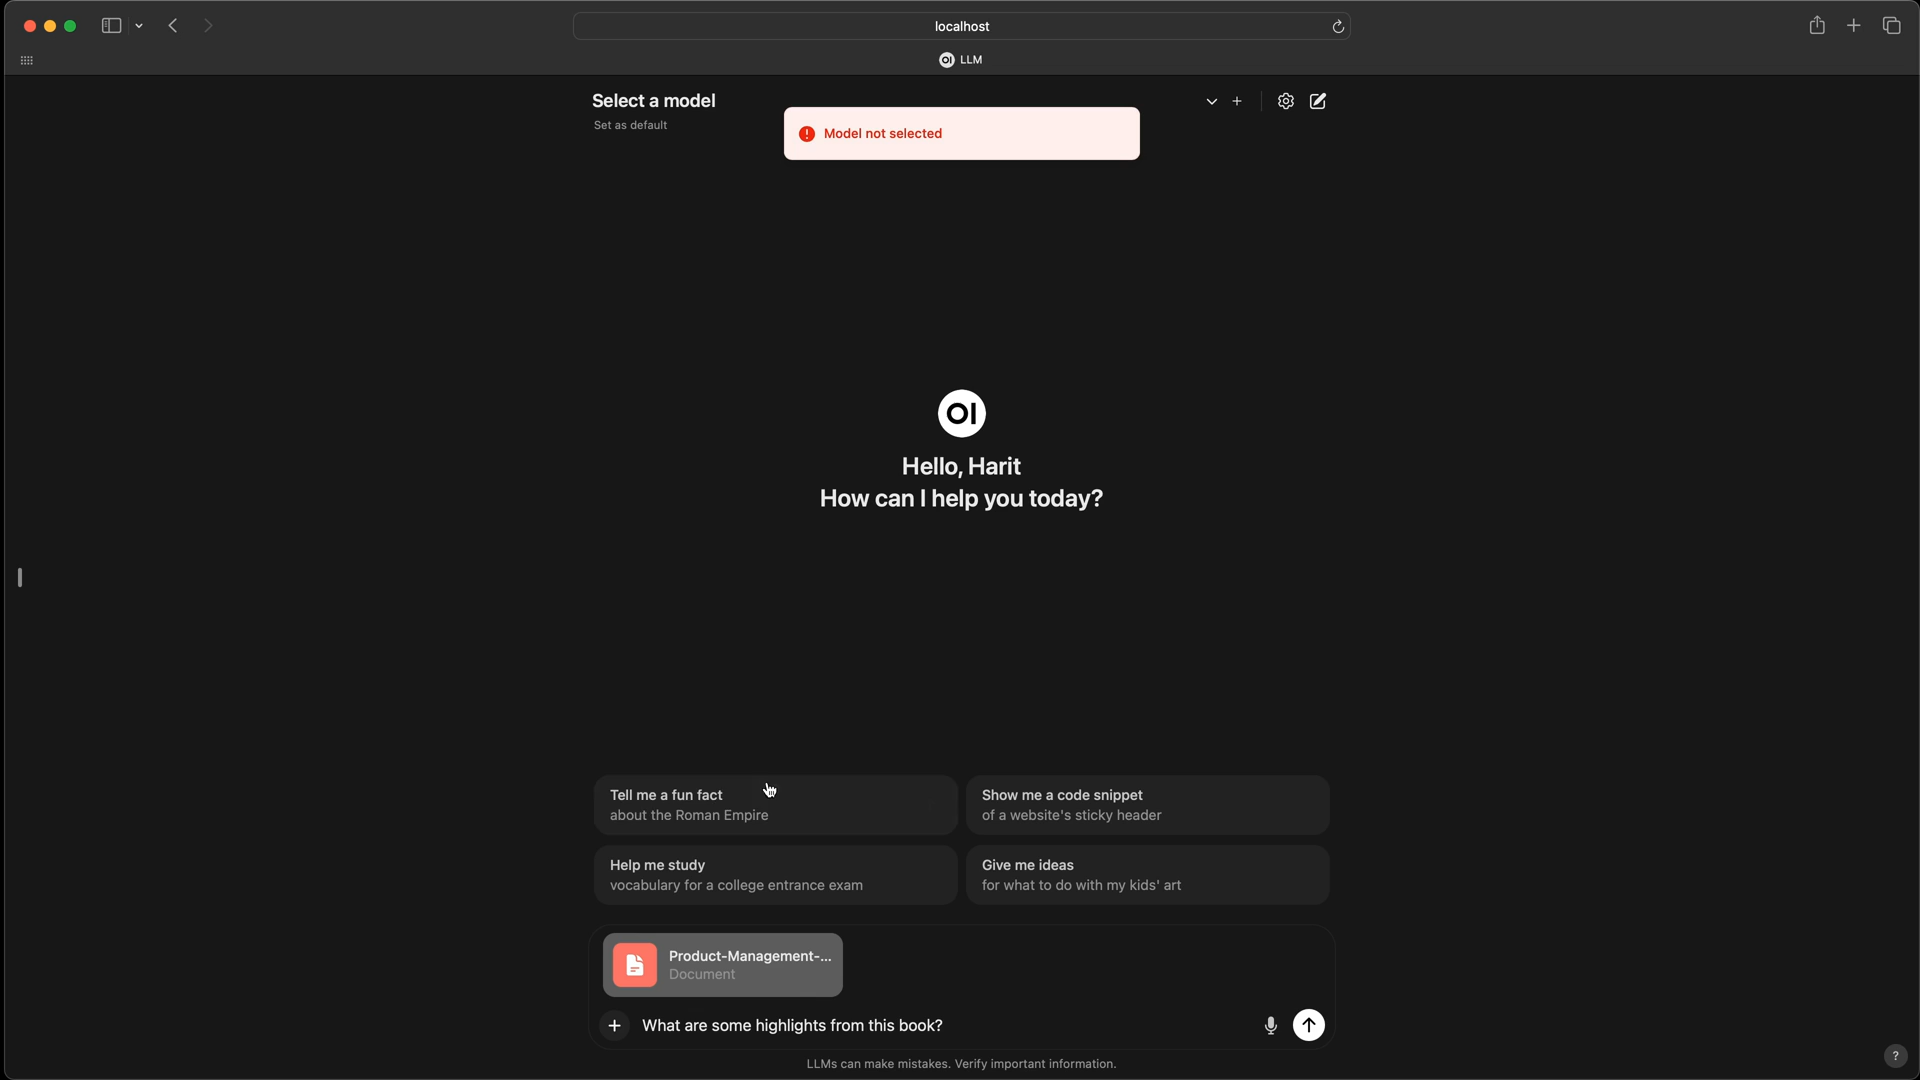 localhost
OI LLM
Select a model
Set as default
Model not selected
OI
Hello, Harit
How can I help you today?
Tell me a fun fact
about the Roman Empire
Show me a code snippet
of a website's sticky header
Help me study
vocabulary for a college entrance exam
Give me ideas
for what to do with my kids' art
Product-Management-...
Document
What are some highlights from this book?
LLMs can make mistakes. Verify important information.
?